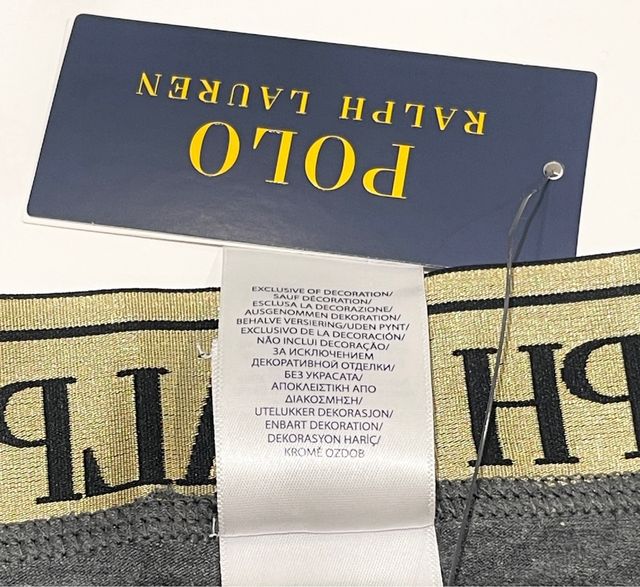 POLO
RALPH LAUREN
EXCLUSIVE OF DECORATION/
SAUF DÉCORATION/
ESCLUSA LA DECORAZIONE/
AUSGENOMMEN DEKORATION/
BEHALVE VERSIERING/UDEN PYNT/
EXCLUSIVO DE LA DECORACIÓN/
NÃO INCLUI DECORAÇÃO/
ЗА ИСКЛЮЧЕНИЕМ
ДЕКОРАТИВНОЙ ОТДЕЛКИ/
БЕЗ УКРАСАТА/
ΑΠΟΚΛΕΙΣΤΙΚΗ ΑΠΟ
ΔΙΑΚΟΣΜΗΣΗ/
UTELUKKER DEKORASJON/
ENBART DEKORATION/
DEKORASYON HARİÇ/
KROMĚ OZDOB